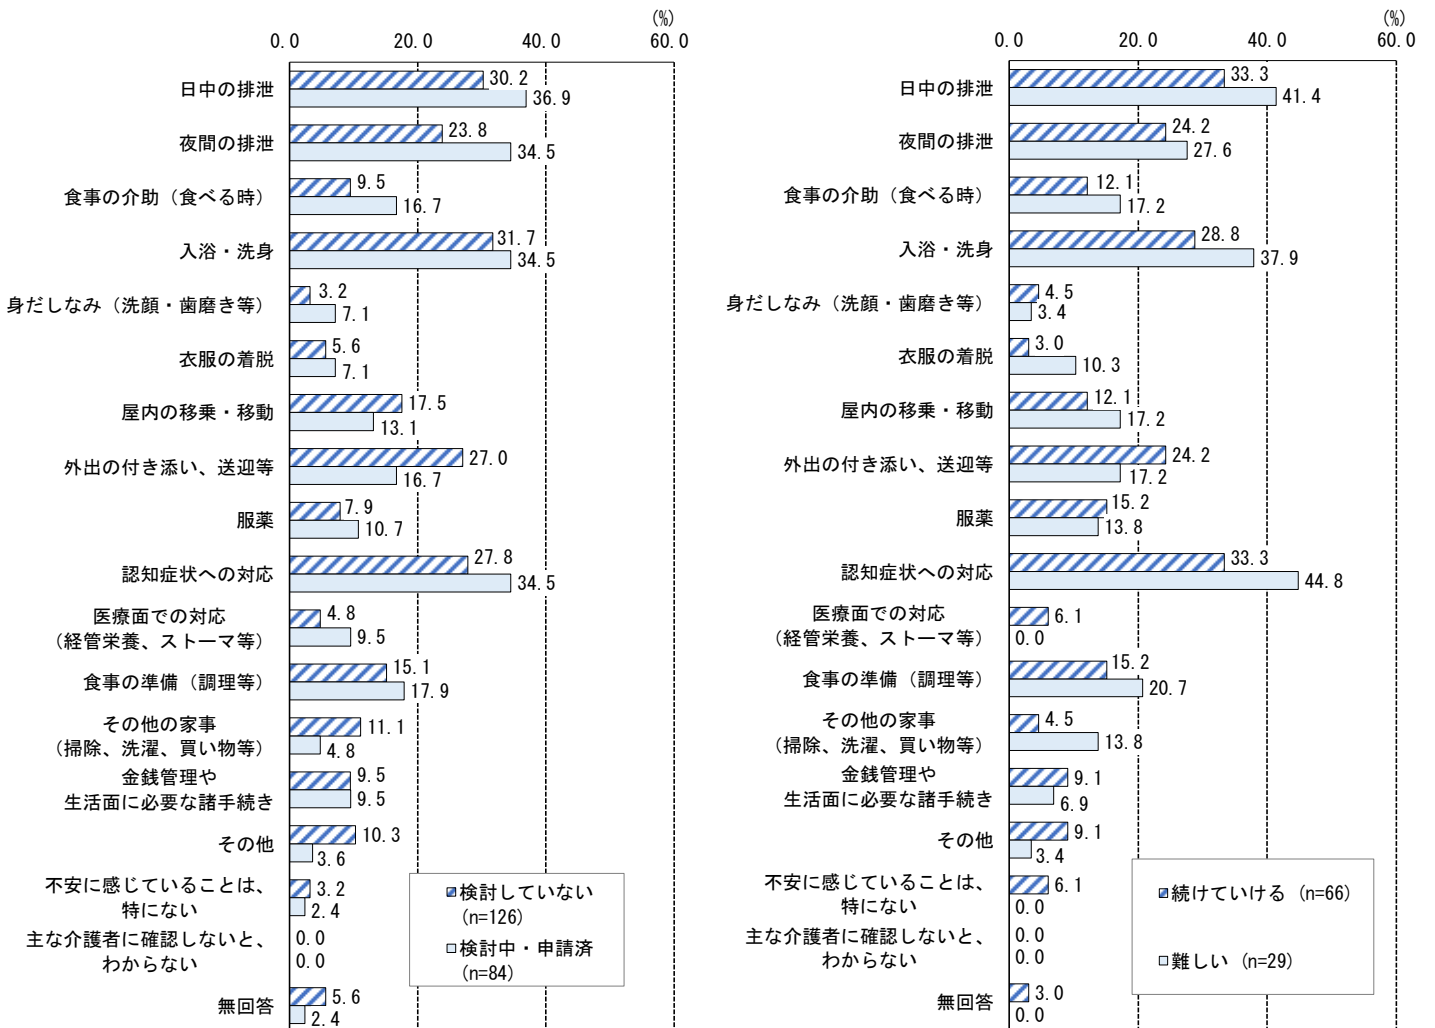 (%)
0.0 20.0 40.0 60.0
日中の排泄 30.2
36.9
夜間の排泄 23.8
34.5
食事の介助（食べる時） 9.5
16.7
入浴・洗身 31.7
34.5
身だしなみ（洗顔・歯磨き等） 3.2
7.1
衣服の着脱 5.6
7.1
屋内の移乗・移動 17.5
13.1
外出の付き添い、送迎等 27.0
16.7
服薬 7.9
10.7
認知症状への対応 27.8
34.5
医療面での対応 4.8
（経管栄養、ストーマ等） 9.5
食事の準備（調理等） 15.1
17.9
その他の家事 11.1
（掃除、洗濯、買い物等） 4.8
金銭管理や 9.5
生活面に必要な諸手続き 9.5
その他 10.3
3.6
不安に感じていることは、 3.2
特にない 2.4
主な介護者に確認しないと、 0.0
わからない 0.0
無回答 5.6
2.4
検討していない
(n=126)
検討中・申請済
(n=84)
(%)
0.0 20.0 40.0 60.0
日中の排泄 33.3
41.4
夜間の排泄 24.2
27.6
食事の介助（食べる時） 12.1
17.2
入浴・洗身 28.8
37.9
身だしなみ（洗顔・歯磨き等） 4.5
3.4
衣服の着脱 3.0
10.3
屋内の移乗・移動 12.1
17.2
外出の付き添い、送迎等 24.2
17.2
服薬 15.2
13.8
認知症状への対応 33.3
44.8
医療面での対応 6.1
（経管栄養、ストーマ等） 0.0
食事の準備（調理等） 15.2
20.7
その他の家事 4.5
（掃除、洗濯、買い物等） 13.8
金銭管理や 9.1
生活面に必要な諸手続き 6.9
その他 9.1
3.4
不安に感じていることは、 6.1
特にない 0.0
主な介護者に確認しないと、 0.0
わからない 0.0
無回答 3.0
0.0
続けていける (n=66)
難しい (n=29)